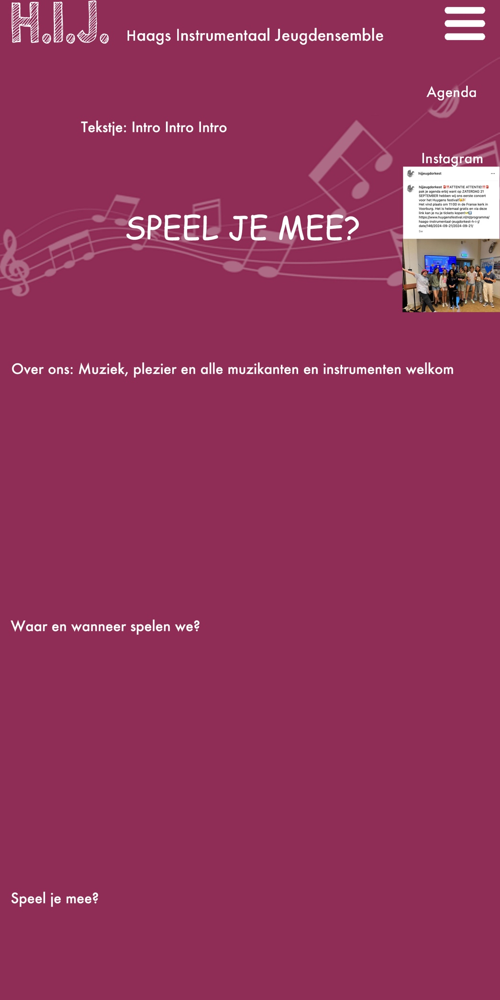 H.I.J.
Haags Instrumentaal Jeugdensemble
Agenda
Tekstje: Intro Intro Intro
Instagram
hijjeugdorkest
hijjeugdorkest 🚨‼️ATTENTIE ATTENTIE!‼️🚨
pak je agenda erbij want op ZATERDAG 21
SEPTEMBER hebben wij ons eerste concert
voor het Huygens festival!
Het vind plaats om 11:00 in de Franse kerk in
Voorburg. Het is helemaal gratis en via deze
link kan je nu je tickets kopen!
https://www.huygensfestival.nl/nl/programma/
haags-instrumentaal-jeugdorkest-h-i-j/
date/146/2024-09-21/2024-09-21/
5w
SPEEL JE MEE?
Over ons: Muziek, plezier en alle muzikanten en instrumenten welkom
Waar en wanneer spelen we?
Speel je mee?